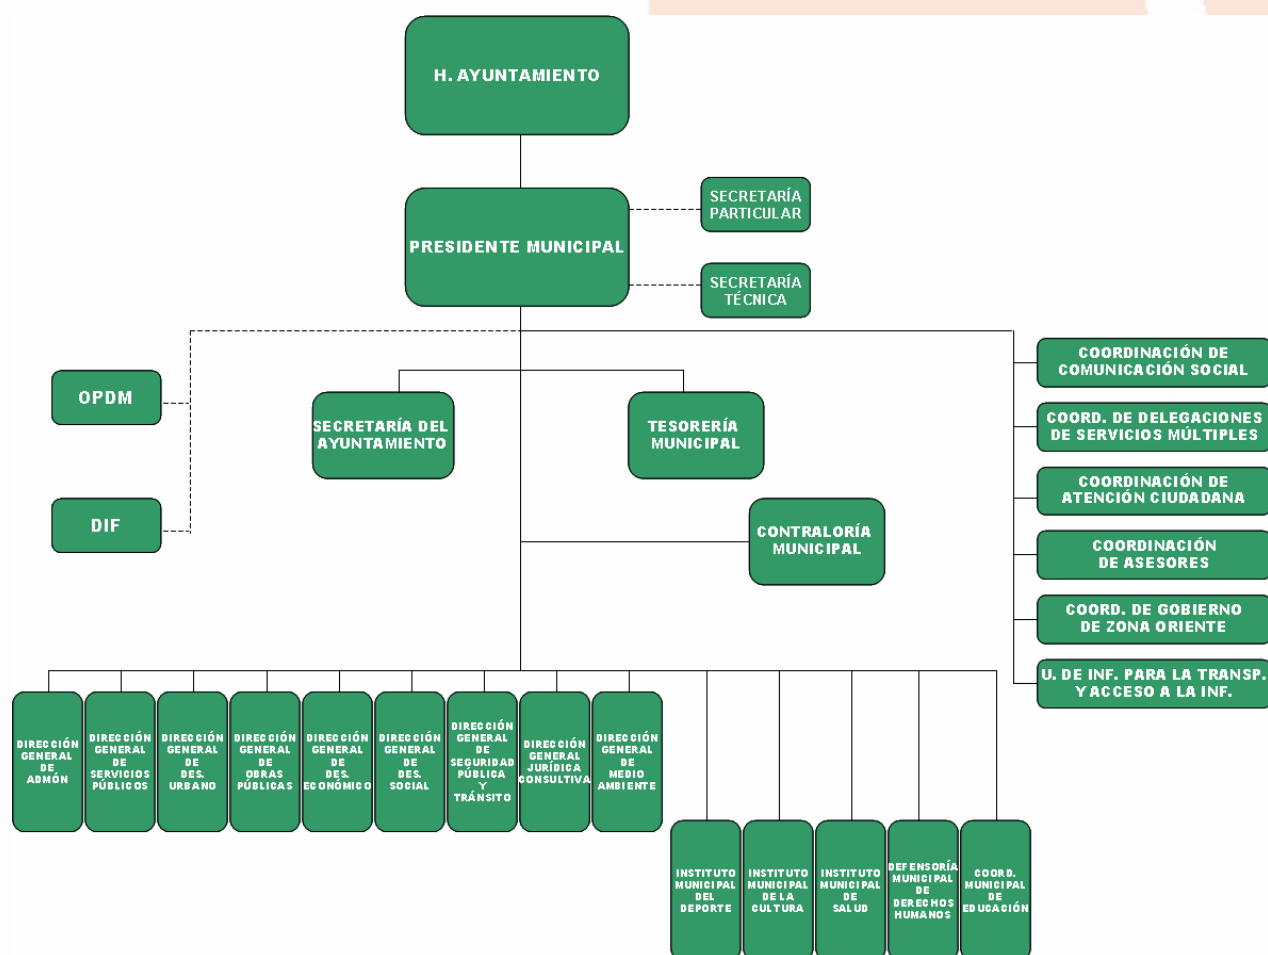 H. AYUNTAMIENTO
PRESIDENTE MUNICIPAL
SECRETARÍA
PARTICULAR
SECRETARÍA
TÉCNICA
OPDM
DIF
SECRETARÍA DEL
AYUNTAMIENTO
TESORERÍA
MUNICIPAL
CONTRALORÍA
MUNICIPAL
COORDINACIÓN DE
COMUNICACIÓN SOCIAL
COORD. DE DELEGACIONES
DE SERVICIOS MÚLTIPLES
COORDINACIÓN DE
ATENCIÓN CIUDADANA
COORDINACIÓN
DE ASESORES
COORD. DE GOBIERNO
DE ZONA ORIENTE
U. DE INF. PARA LA TRANSP.
Y ACCESO A LA INF.
DIRECCIÓN
GENERAL
DE
ADMÓN
DIRECCIÓN
GENERAL
DE
SERVICIOS
PÚBLICOS
DIRECCIÓN
GENERAL
DE
DES.
URBANO
DIRECCIÓN
GENERAL
DE
OBRAS
PÚBLICAS
DIRECCIÓN
GENERAL
DE
DES.
ECONÓMICO
DIRECCIÓN
GENERAL
DE
DES.
SOCIAL
DIRECCIÓN
GENERAL
DE
SEGURIDAD
PÚBLICA
Y
TRÁNSITO
DIRECCIÓN
GENERAL
JURÍDICA
CONSULTIVA
DIRECCIÓN
GENERAL
DE
MEDIO
AMBIENTE
INSTITUTO
MUNICIPAL
DEL
DEPORTE
INSTITUTO
MUNICIPAL
DE LA
CULTURA
INSTITUTO
MUNICIPAL
DE
SALUD
DEFENSORÍA
MUNICIPAL
DE
DERECHOS
HUMANOS
COORD.
MUNICIPAL
DE
EDUCACIÓN